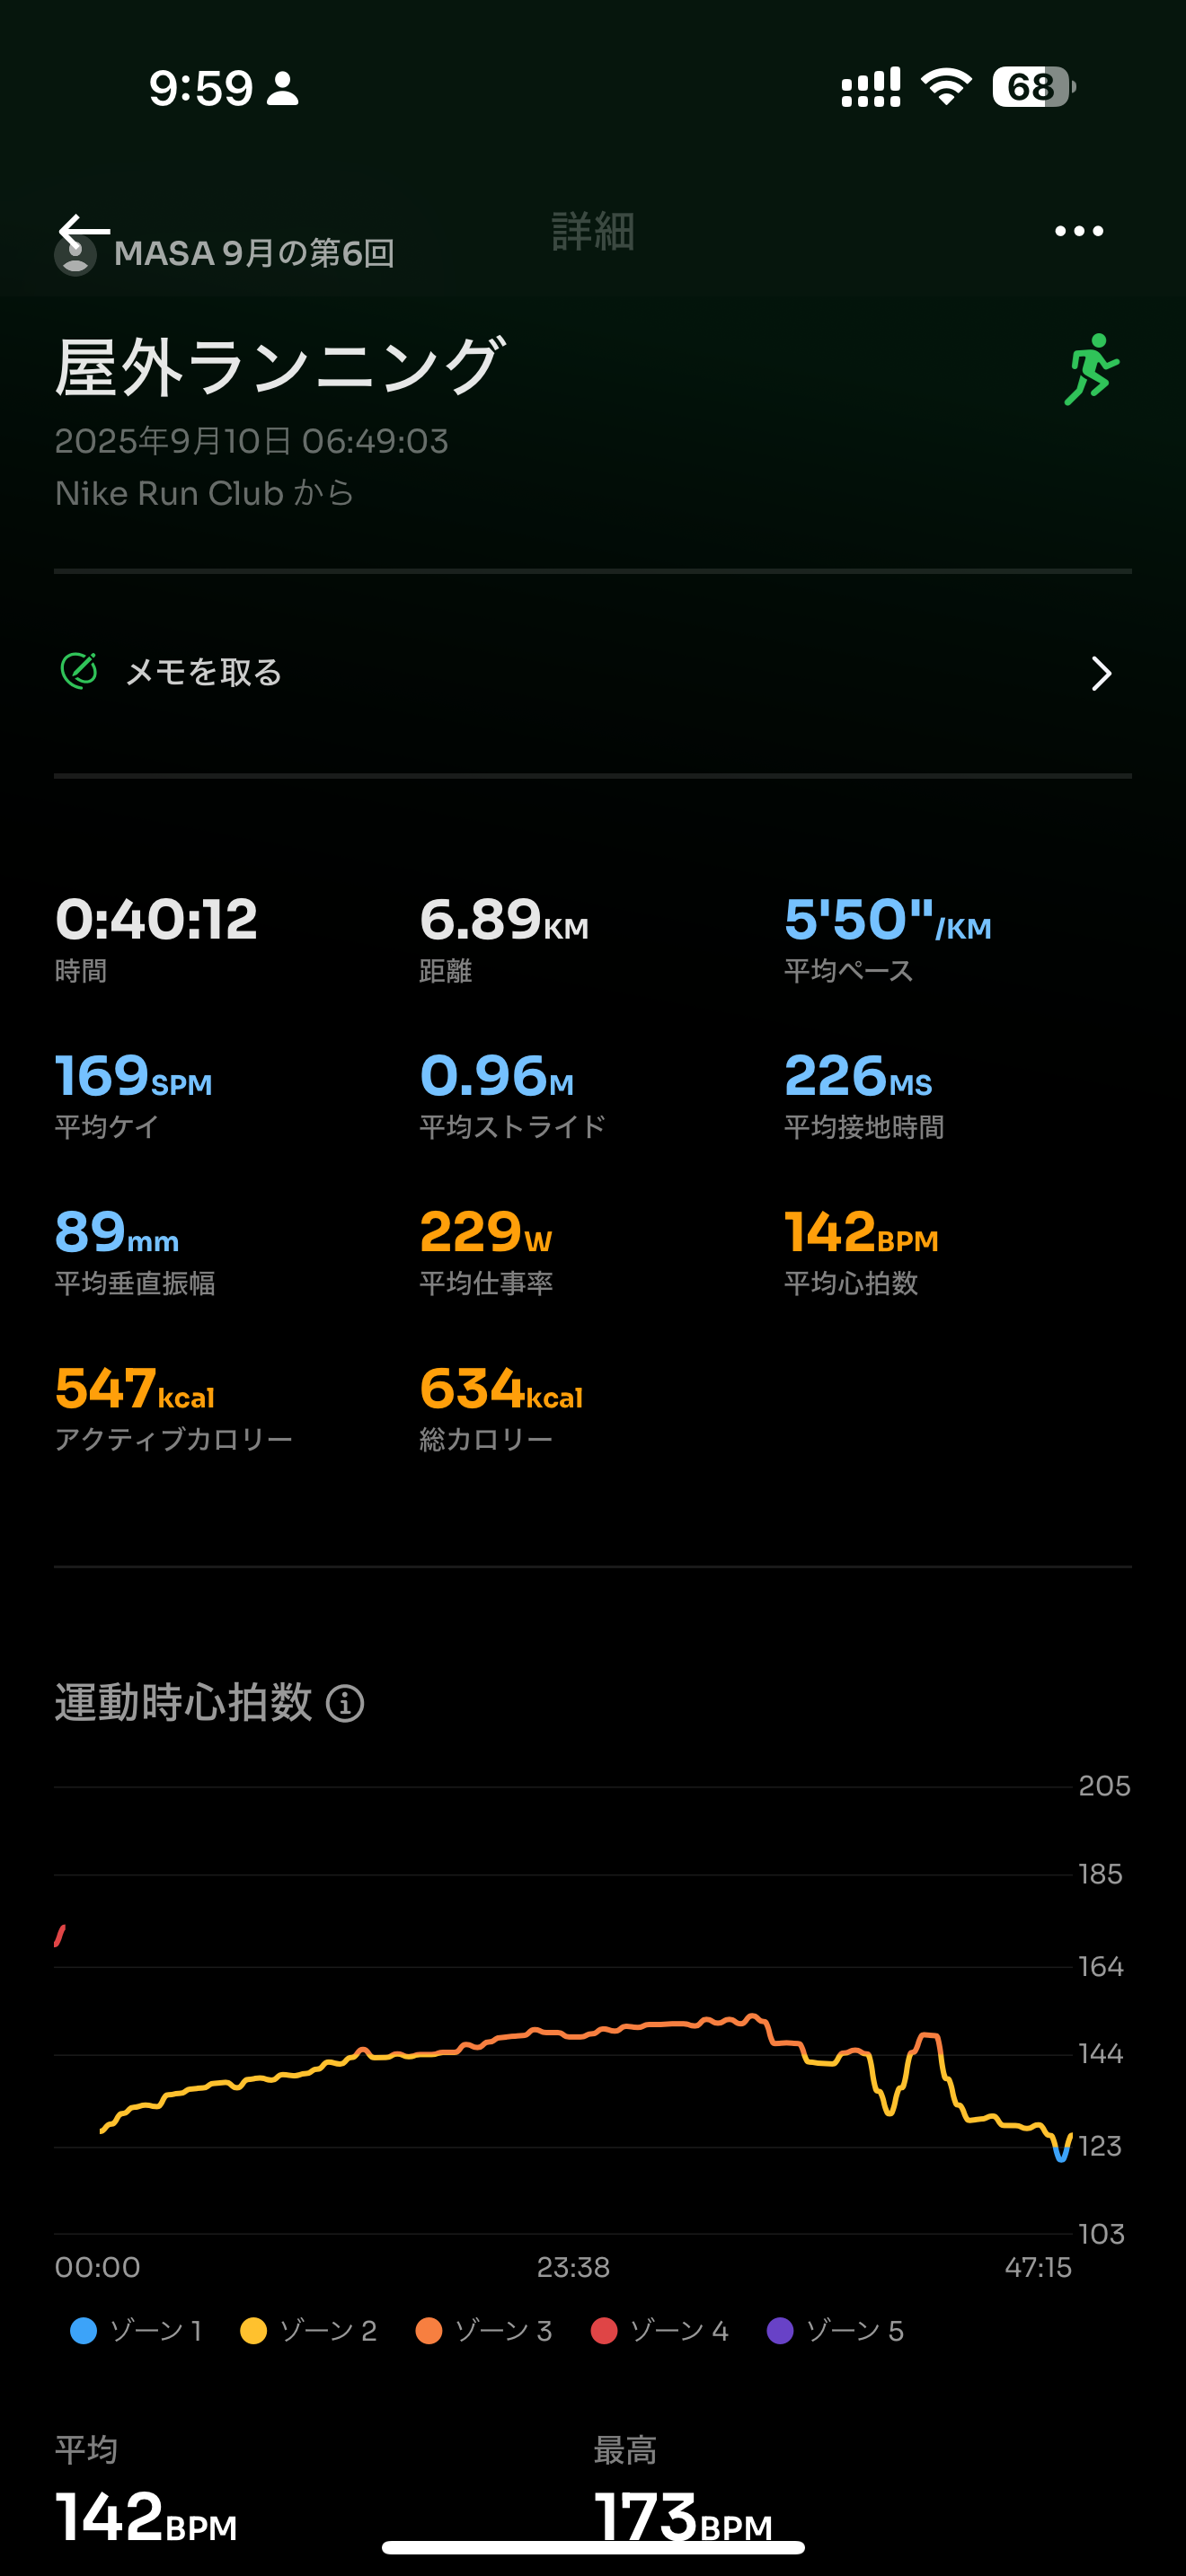 9:59
68
詳細
MASA 9月の第6回
屋外ランニング
2025年9月10日 06:49:03
Nike Run Club から
メモを取る
0:40:12 6.89KM 5'50"/KM
時間 距離 平均ペース
169SPM 0.96M 226MS
平均ケイ 平均ストライド 平均接地時間
89mm 229W 142BPM
平均垂直振幅 平均仕事率 平均心拍数
547kcal 634kcal
アクティブカロリー 総カロリー
運動時心拍数
205
185
164
144
123
103
00:00 23:38 47:15
ゾーン 1 ゾーン 2 ゾーン 3 ゾーン 4 ゾーン 5
平均 最高
142BPM 173BPM